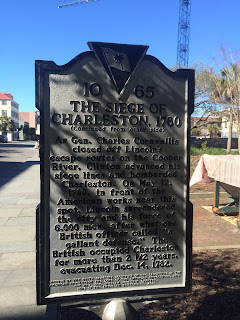 10 65
THE SIEGE OF
CHARLESTON, 1780
(Continued from other side)
As Gen. Charles Cornwallis
closed off Lincoln's
escape routes on the Cooper
River, Clinton advanced his
siege lines and bombarded
Charleston. On May 12,
1780, in front of the
American works near this
spot, Lincoln surrendered
the city and his force of
6,000 men, after what one
British officer called "a
gallant defense." The
British occupied Charleston
for more than 2 1/2 years,
evacuating Dec. 14, 1782.